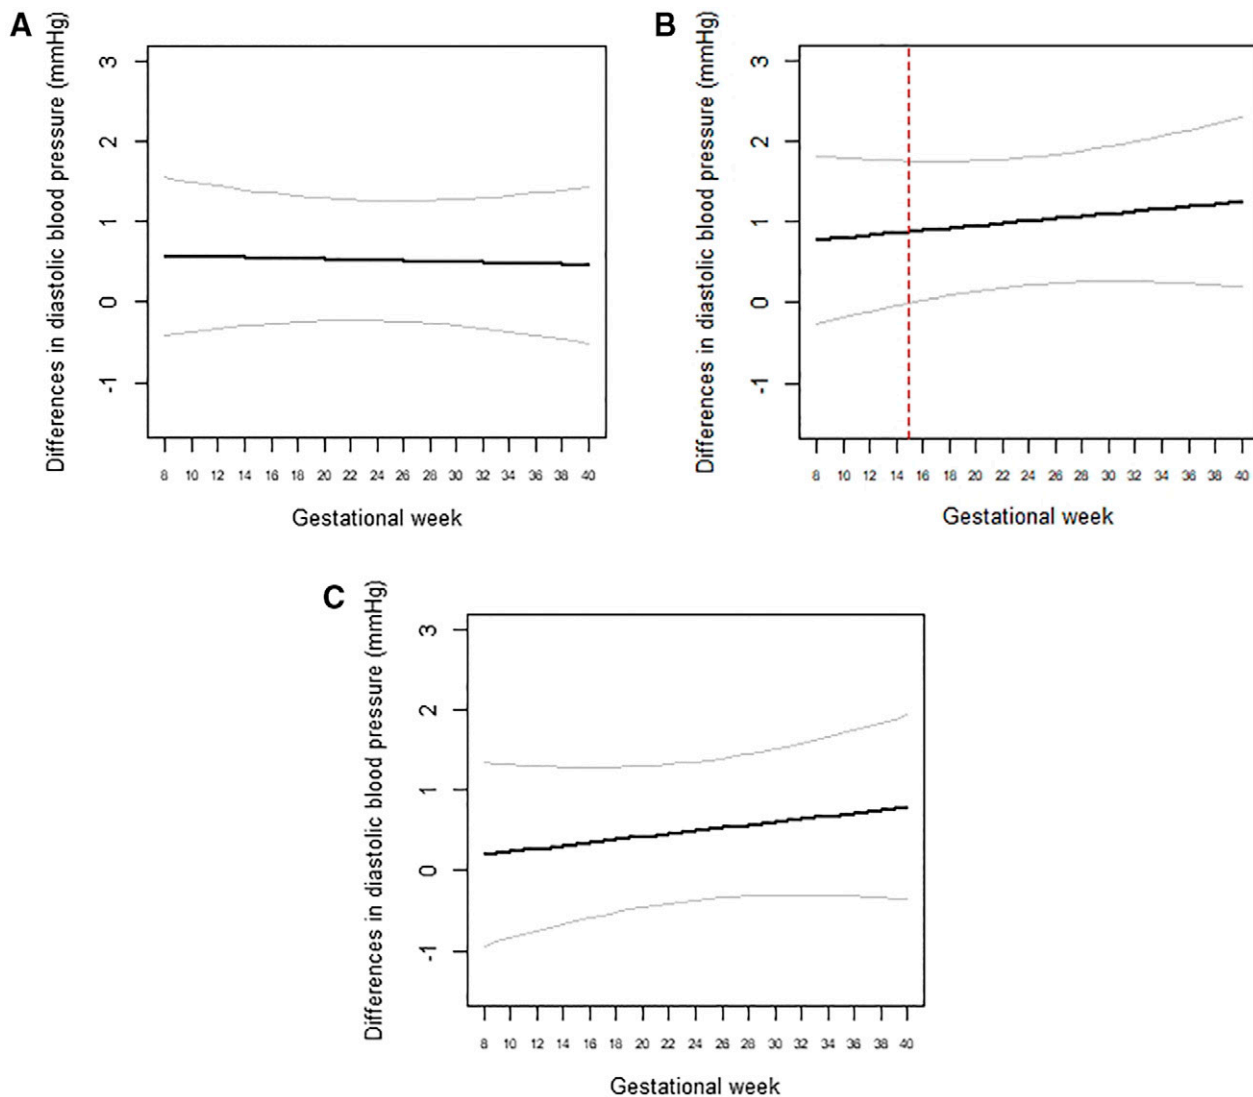 A
Differences in diastolic blood pressure (mmHg)
3
2
1
0
-1
8 10 12 14 16 18 20 22 24 26 28 30 32 34 36 38 40
Gestational week
B
Differences in diastolic blood pressure (mmHg)
3
2
1
0
-1
8 10 12 14 16 18 20 22 24 26 28 30 32 34 36 38 40
Gestational week
C
Differences in diastolic blood pressure (mmHg)
3
2
1
0
-1
8 10 12 14 16 18 20 22 24 26 28 30 32 34 36 38 40
Gestational week